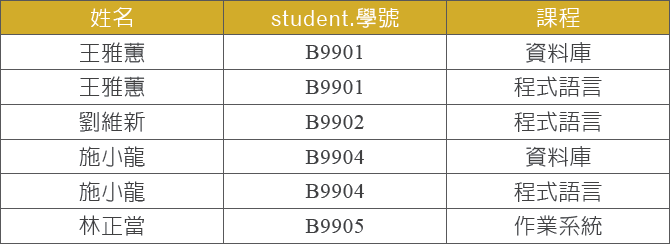 姓名 student.學號 課程
王雅蕙 B9901 資料庫
王雅蕙 B9901 程式語言
劉維新 B9902 程式語言
施小龍 B9904 資料庫
施小龍 B9904 程式語言
林正當 B9905 作業系統